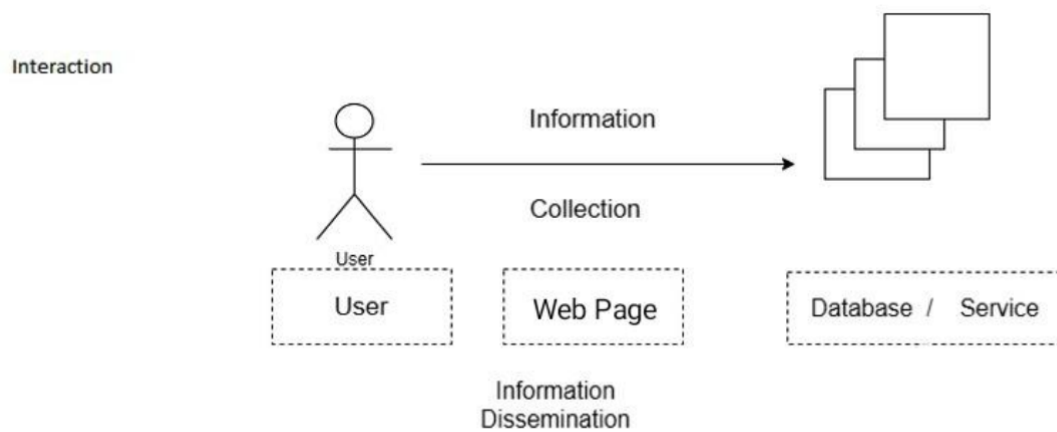 Interaction
Information
Collection
User
User
Web Page
Database / Service
Information
Dissemination